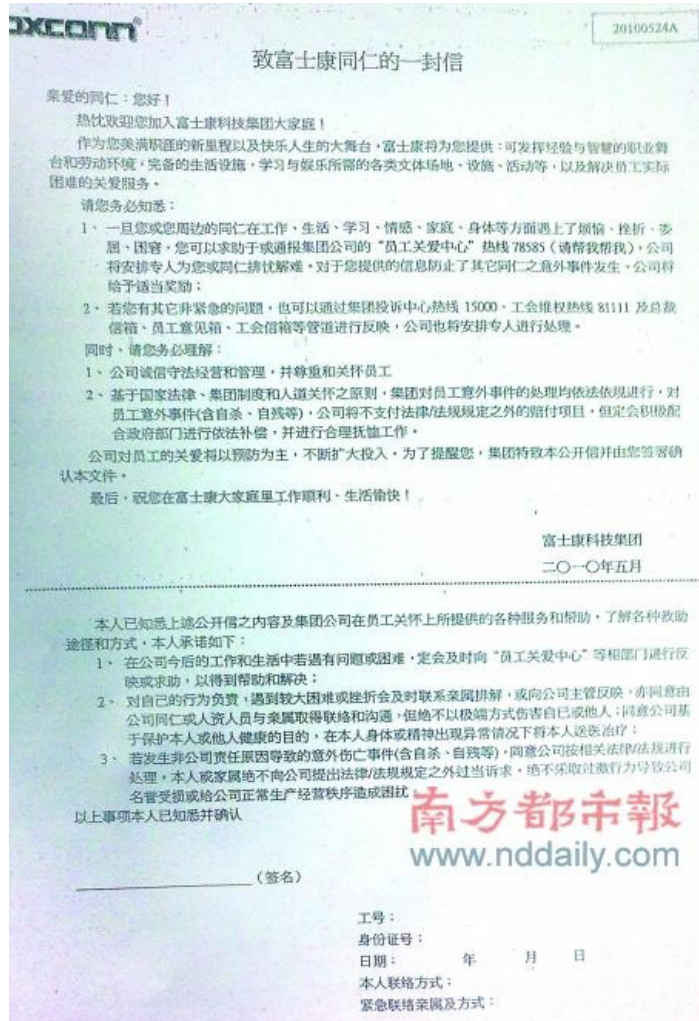 OXCONN®
20100524A
致富士康同仁的一封信
亲爱的同仁：您好！
热忱欢迎您加入富士康科技集团大家庭！
作为您美满职涯的新里程以及快乐人生的大舞台，富士康将为您提供：可发挥经验与智慧的职业舞
台和劳动环境，完备的生活设施，学习与娱乐所需的各类文体场地、设施、活动等，以及解决员工实际
困难的关爱服务。
请您务必知悉：
1、一旦您或您周边的同仁在工作、生活、学习、情感、家庭、身体等方面遇上了烦恼、挫折、委
屈、困窘，您可以求助于或通报集团公司的“员工关爱中心”热线 78585（请帮我帮我），公司
将安排专人为您或同仁排忧解难。对于您提供的信息防止了其它同仁之意外事件发生，公司将
给予适当奖励；
2、若您有其它非紧急的问题，也可以通过集团投诉中心热线 15000、工会维权热线 81111 及总裁
信箱、员工意见箱、工会信箱等管道进行反映，公司也将安排专人进行处理。
同时，请您务必理解：
1、公司诚信守法经营和管理，并尊重和关怀员工
2、基于国家法律、集团制度和人道关怀之原则，集团对员工意外事件的处理均依法依规进行，对
员工意外事件(含自杀、自残等)，公司将不支付法律/法规规定之外的赔付项目，但定会积极配
合政府部门进行依法补偿，并进行合理抚恤工作。
公司对员工的关爱将以预防为主，不断扩大投入。为了提醒您，集团特致本公开信并由您签署确
认本文件。
最后，祝您在富士康大家庭里工作顺利、生活愉快！
富士康科技集团
二〇一〇年五月
本人已知悉上述公开信之内容及集团公司在员工关怀上所提供的各种服务和帮助，了解各种救助
途径和方式，本人承诺如下：
1、在公司今后的工作和生活中若遇有问题或困难，定会及时向“员工关爱中心”等相部门进行反
映或求助，以得到帮助和解决；
2、对自己的行为负责，遇到较大困难或挫折会及时联系亲属排解，或向公司主管反映，亦同意由
公司同仁或人资人员与亲属取得联络和沟通，但绝不以极端方式伤害自已或他人；同意公司基
于保护本人或他人健康的目的，在本人身体或精神出现异常情况下将本人送医治疗；
3、若发生非公司责任原因导致的意外伤亡事件(含自杀、自残等)，同意公司按相关法律/法规进行
处理，本人或家属绝不向公司提出法律/法规规定之外过当诉求，绝不采取过激行为导致公司
名誉受损或给公司正常生产经营秩序造成困扰。
以上事项本人已知悉并确认
南方都市報
www.nddaily.com
（签名）
工号：
身份证号：
日期： 年 月 日
本人联络方式：
紧急联络亲属及方式：